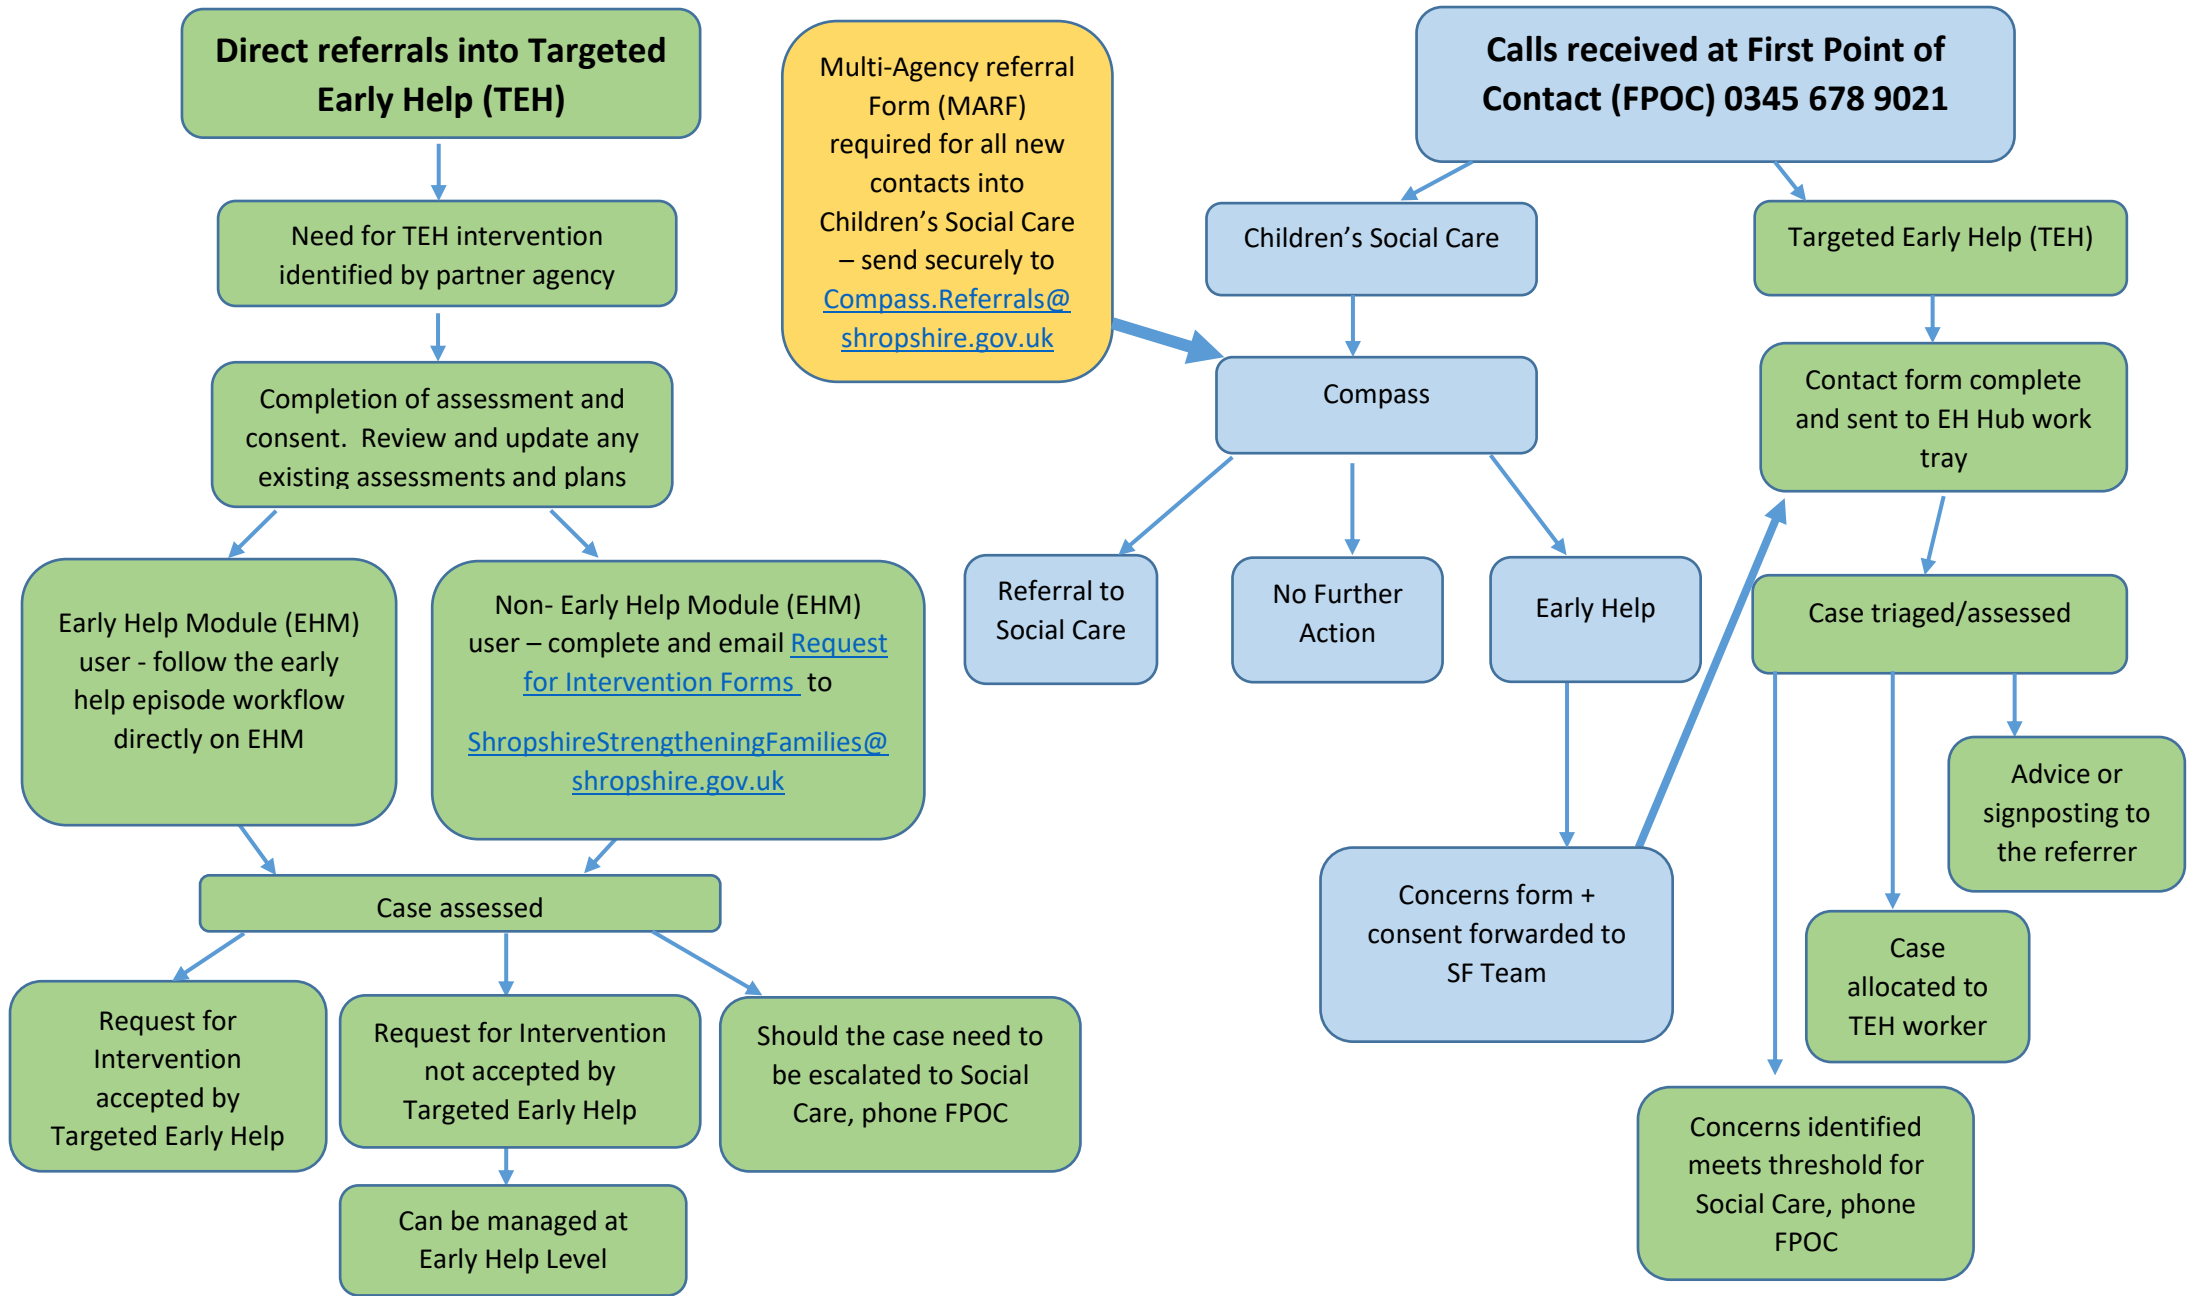 Direct referrals into Targeted
Early Help (TEH)
Need for TEH intervention
identified by partner agency
Completion of assessment and
consent.  Review and update any
existing assessments and plans
Early Help Module (EHM)
user - follow the early
help episode workflow
directly on EHM
Non- Early Help Module (EHM)
user – complete and email Request
for Intervention Forms  to
ShropshireStrengtheningFamilies@
shropshire.gov.uk
Case assessed
Request for
Intervention
accepted by
Targeted Early Help
Request for Intervention
not accepted by
Targeted Early Help
Should the case need to
be escalated to Social
Care, phone FPOC
Can be managed at
Early Help Level
Multi-Agency referral
Form (MARF)
required for all new
contacts into
Children’s Social Care
– send securely to
Compass.Referrals@
shropshire.gov.uk
Calls received at First Point of
Contact (FPOC) 0345 678 9021
Children’s Social Care
Compass
Referral to
Social Care
No Further
Action
Early Help
Concerns form +
consent forwarded to
SF Team
Targeted Early Help (TEH)
Contact form complete
and sent to EH Hub work
tray
Case triaged/assessed
Advice or
signposting to
the referrer
Case
allocated to
TEH worker
Concerns identified
meets threshold for
Social Care, phone
FPOC